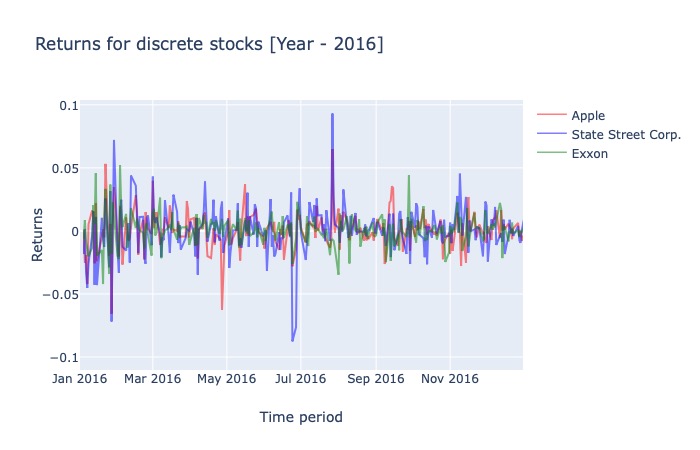 Returns for discrete stocks [Year - 2016]
0.1
0.05
0
−0.05
−0.1
Returns
Jan 2016 Mar 2016 May 2016 Jul 2016 Sep 2016 Nov 2016
Time period
Apple
State Street Corp.
Exxon